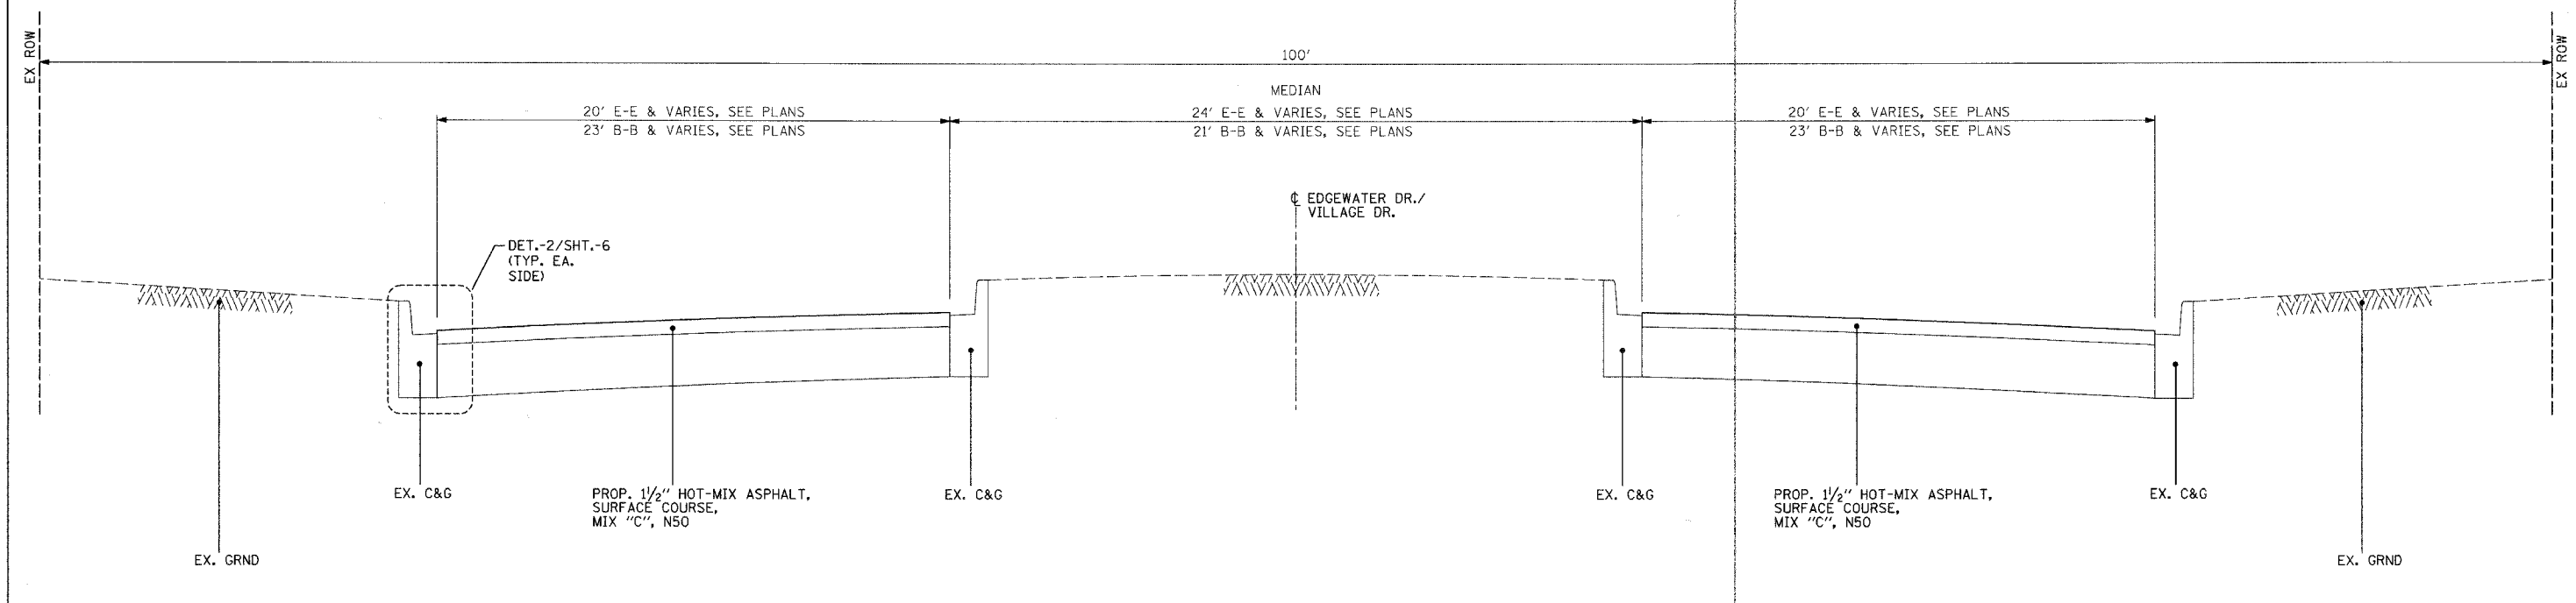 EX ROW
EX ROW
100'
MEDIAN
20' E-E & VARIES, SEE PLANS
23' B-B & VARIES, SEE PLANS
24' E-E & VARIES, SEE PLANS
21' B-B & VARIES, SEE PLANS
20' E-E & VARIES, SEE PLANS
23' B-B & VARIES, SEE PLANS
℄ EDGEWATER DR./
VILLAGE DR.
DET.-2/SHT.-6
(TYP. EA.
SIDE)
EX. C&G
PROP. 1½" HOT-MIX ASPHALT,
SURFACE COURSE,
MIX "C", N50
EX. C&G
EX. C&G
PROP. 1½" HOT-MIX ASPHALT,
SURFACE COURSE,
MIX "C", N50
EX. C&G
EX. GRND
EX. GRND